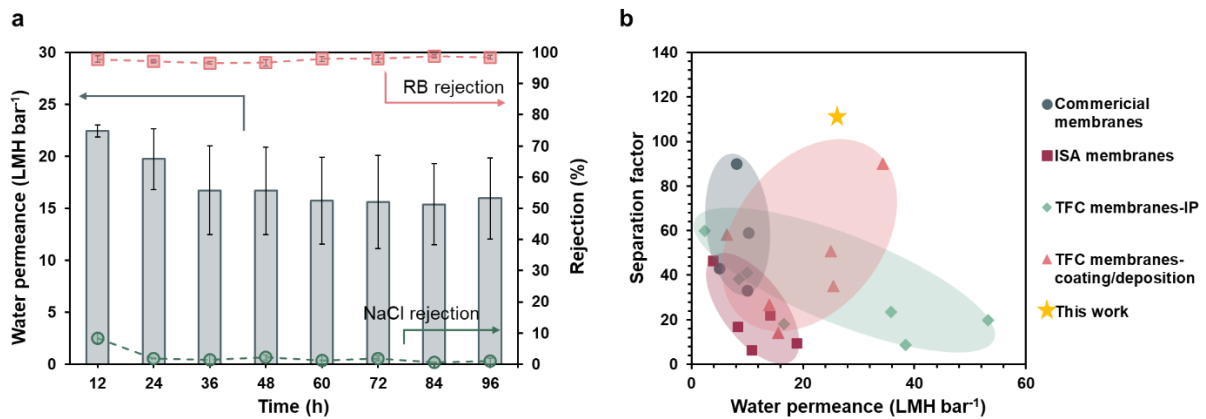 a
30
25
20
15
10
5
0
Water permeance (LMH bar⁻¹)
100
90
80
70
60
50
40
30
20
10
0
Rejection (%)
RB rejection
NaCl rejection
12 24 36 48 60 72 84 96
Time (h)
b
140
120
100
80
60
40
20
0
Separation factor
0 20 40 60
Water permeance (LMH bar⁻¹)
Commericial
membranes
ISA membranes
TFC membranes-IP
TFC membranes-
coating/deposition
This work